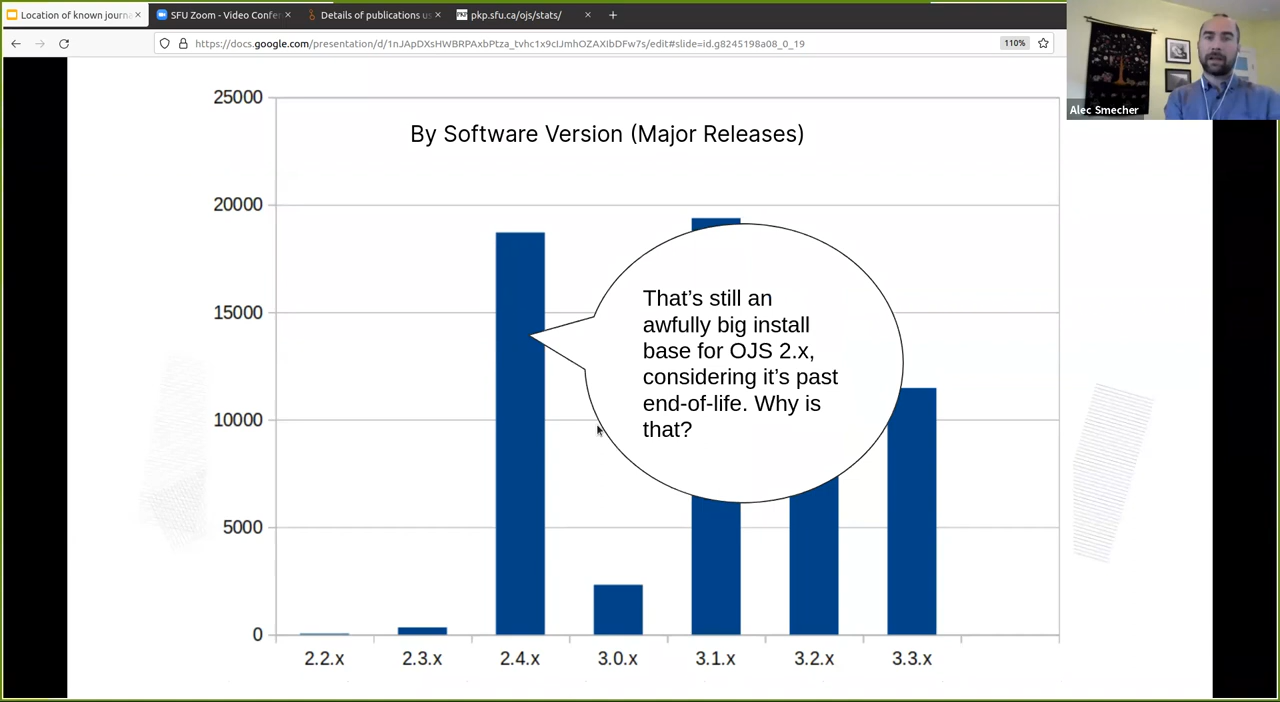 Location of known journa
SFU Zoom - Video Confer
Details of publications us
pkp.sfu.ca/ojs/stats/
https://docs.google.com/presentation/d/1nJApDXsHWBRPAxbPtza_tvhc1x9cIJmhOZAXIbDFw7s/edit#slide=id.g8245198a08_0_19
110%
Alec Smecher
By Software Version (Major Releases)
25000
20000
15000
10000
5000
0
That’s still an
awfully big install
base for OJS 2.x,
considering it’s past
end-of-life. Why is
that?
2.2.x 2.3.x 2.4.x 3.0.x 3.1.x 3.2.x 3.3.x